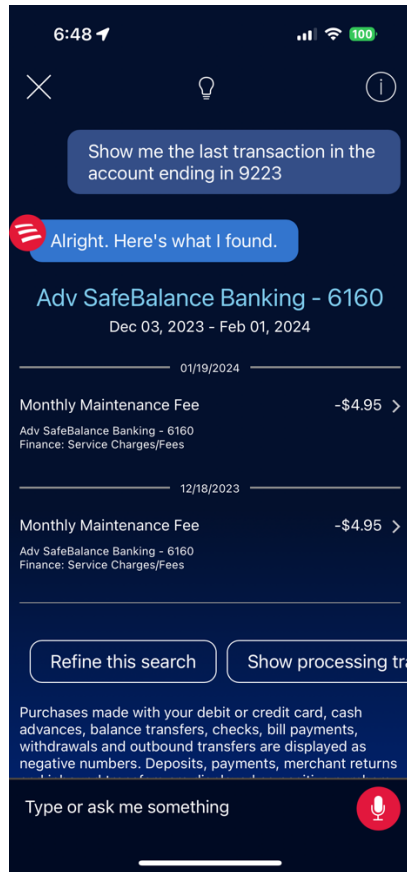 6:48
100
Show me the last transaction in the
account ending in 9223
Alright. Here's what I found.
Adv SafeBalance Banking - 6160
Dec 03, 2023 - Feb 01, 2024
01/19/2024
Monthly Maintenance Fee -$4.95
Adv SafeBalance Banking - 6160
Finance: Service Charges/Fees
12/18/2023
Monthly Maintenance Fee -$4.95
Adv SafeBalance Banking - 6160
Finance: Service Charges/Fees
Refine this search Show processing tr
Purchases made with your debit or credit card, cash
advances, balance transfers, checks, bill payments,
withdrawals and outbound transfers are displayed as
negative numbers. Deposits, payments, merchant returns
Type or ask me something